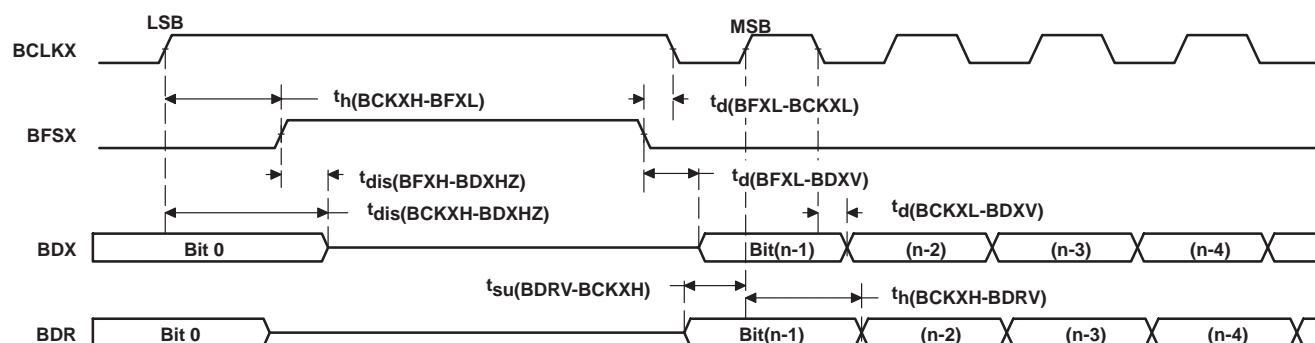 LSB
MSB
BCLKX
th(BCKXH-BFXL)
td(BFXL-BCKXL)
BFSX
tdis(BFXH-BDXHZ)
td(BFXL-BDXV)
tdis(BCKXH-BDXHZ)
td(BCKXL-BDXV)
BDX Bit 0 Bit(n-1) (n-2) (n-3) (n-4)
tsu(BDRV-BCKXH)
th(BCKXH-BDRV)
BDR Bit 0 Bit(n-1) (n-2) (n-3) (n-4)